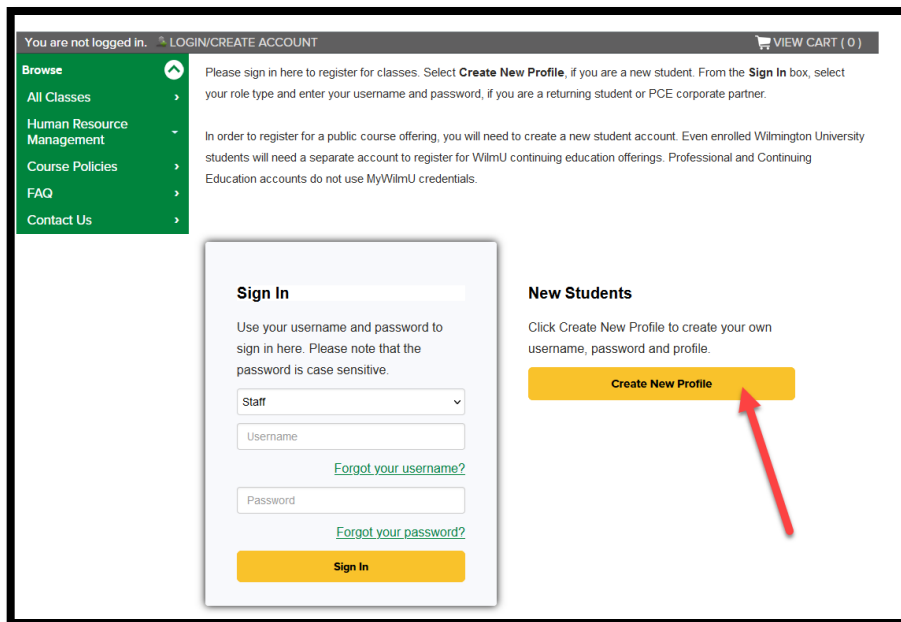 You are not logged in. LOGIN/CREATE ACCOUNT VIEW CART ( 0 )
Browse
All Classes
Human Resource
Management
Course Policies
FAQ
Contact Us
Please sign in here to register for classes. Select Create New Profile, if you are a new student. From the Sign In box, select
your role type and enter your username and password, if you are a returning student or PCE corporate partner.
In order to register for a public course offering, you will need to create a new student account. Even enrolled Wilmington University
students will need a separate account to register for WilmU continuing education offerings. Professional and Continuing
Education accounts do not use MyWilmU credentials.
Sign In
Use your username and password to
sign in here. Please note that the
password is case sensitive.
Staff
Username
Forgot your username?
Password
Forgot your password?
Sign In
New Students
Click Create New Profile to create your own
username, password and profile.
Create New Profile